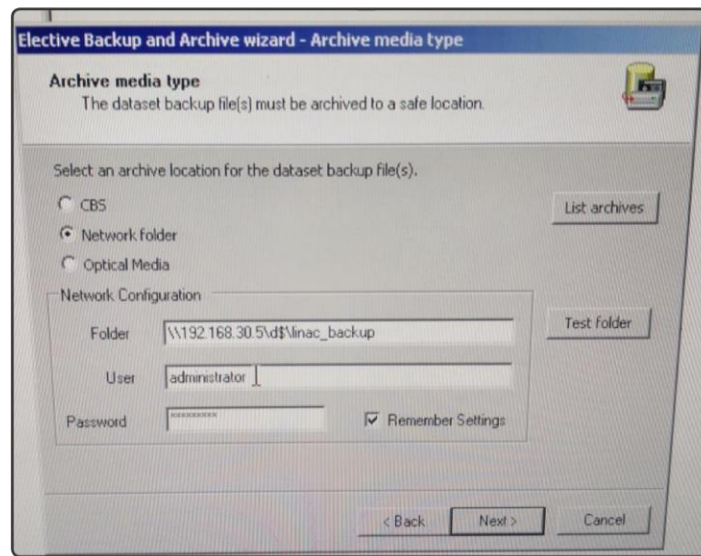 Elective Backup and Archive wizard - Archive media type
Archive media type
The dataset backup file(s) must be archived to a safe location.
Select an archive location for the dataset backup file(s).
CBS
List archives
Network folder
Optical Media
Network Configuration
Folder \\192.168.30.5\d$\linac_backup
Test folder
User administrator
Password ×××××××××
Remember Settings
< Back Next > Cancel